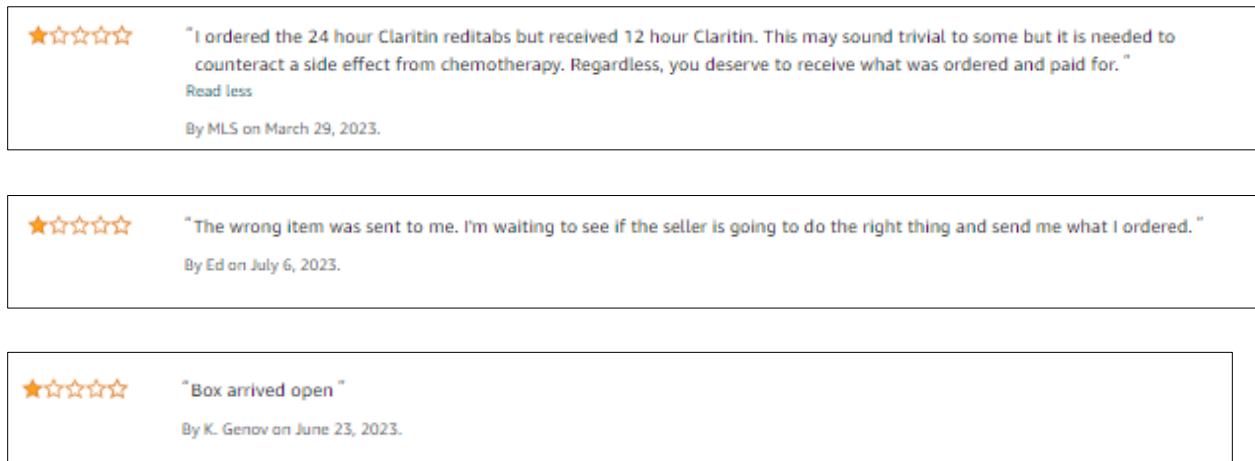 “I ordered the 24 hour Claritin reditabs but received 12 hour Claritin. This may sound trivial to some but it is needed to
counteract a side effect from chemotherapy. Regardless, you deserve to receive what was ordered and paid for. ”
Read less
By MLS on March 29, 2023.
“The wrong item was sent to me. I'm waiting to see if the seller is going to do the right thing and send me what I ordered. ”
By Ed on July 6, 2023.
“Box arrived open ”
By K. Genov on June 23, 2023.